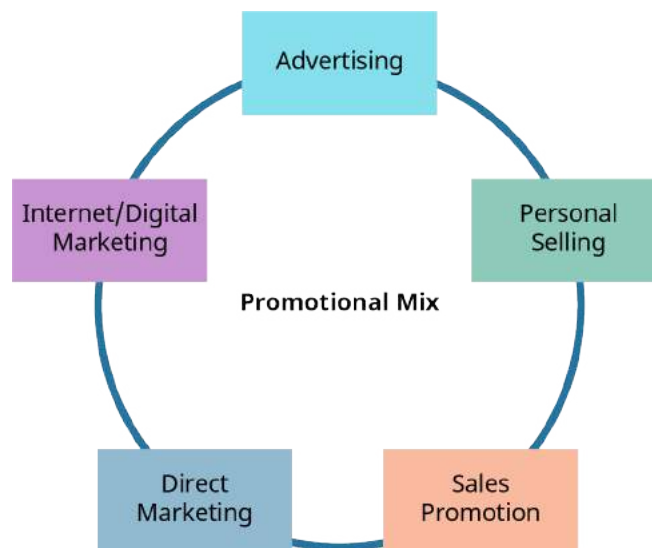 Advertising
Internet/Digital
Marketing
Personal
Selling
Promotional Mix
Direct
Marketing
Sales
Promotion